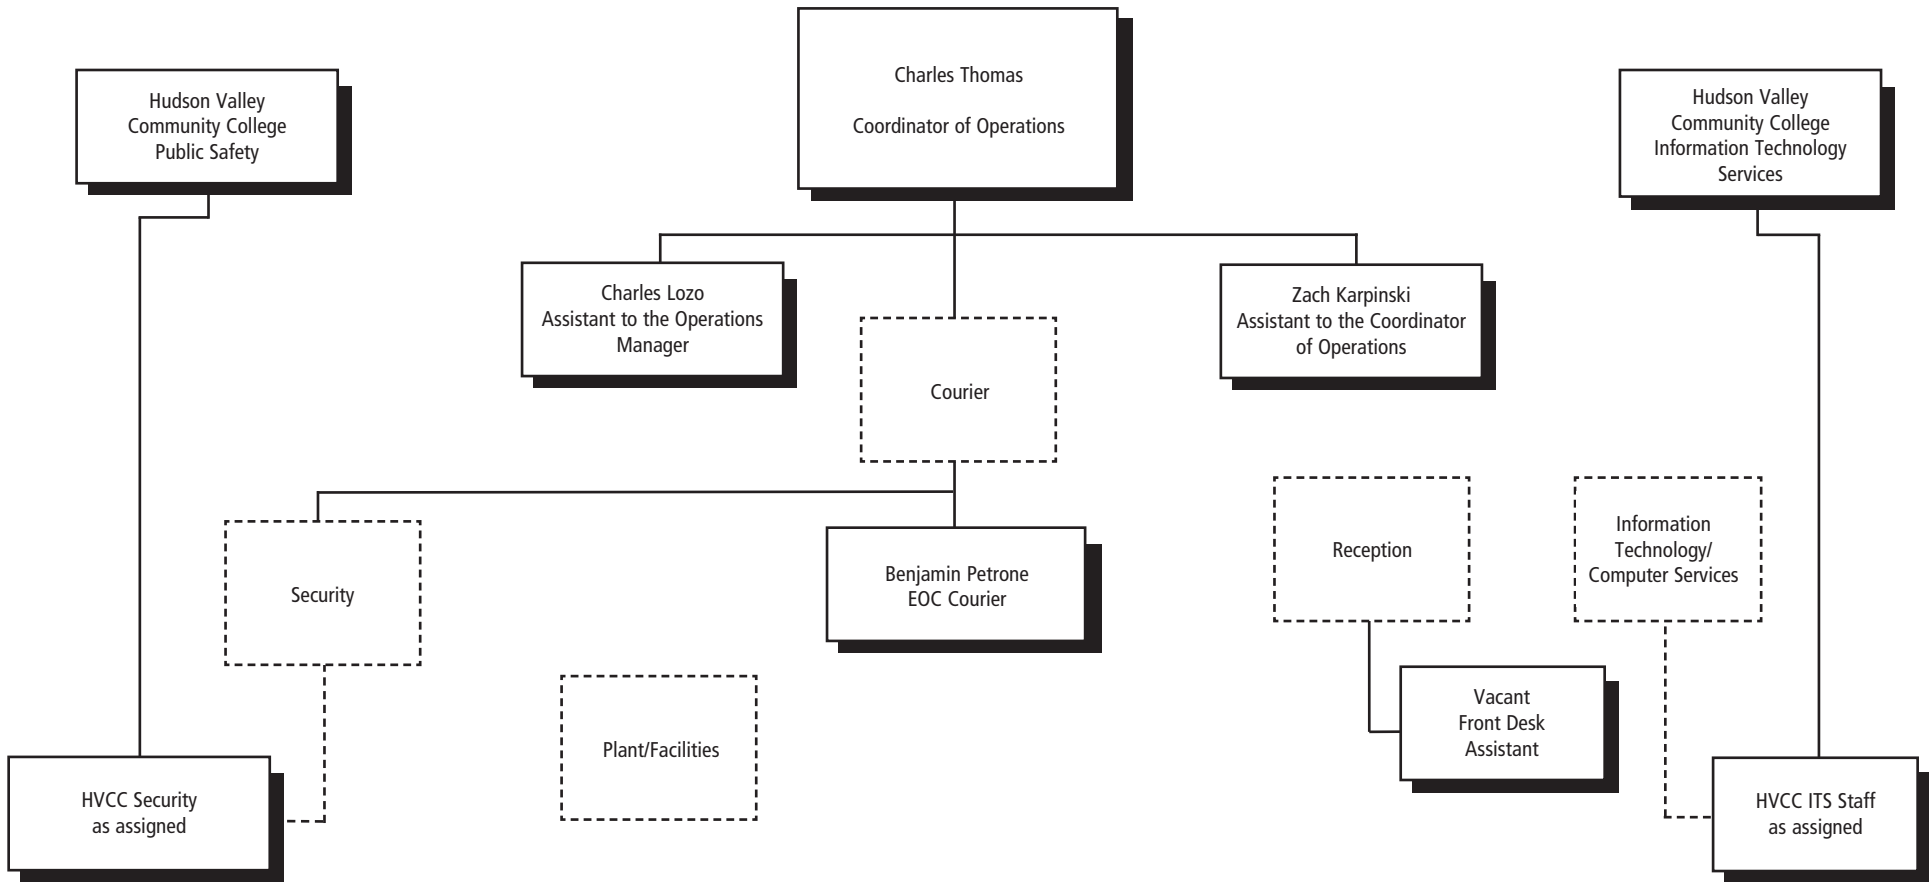 Charles Thomas
Coordinator of Operations
Hudson Valley
Community College
Public Safety
Hudson Valley
Community College
Information Technology
Services
Charles Lozo
Assistant to the Operations
Manager
Zach Karpinski
Assistant to the Coordinator
of Operations
Courier
Security
Benjamin Petrone
EOC Courier
Reception
Information
Technology/
Computer Services
Plant/Facilities
Vacant
Front Desk
Assistant
HVCC Security
as assigned
HVCC ITS Staff
as assigned